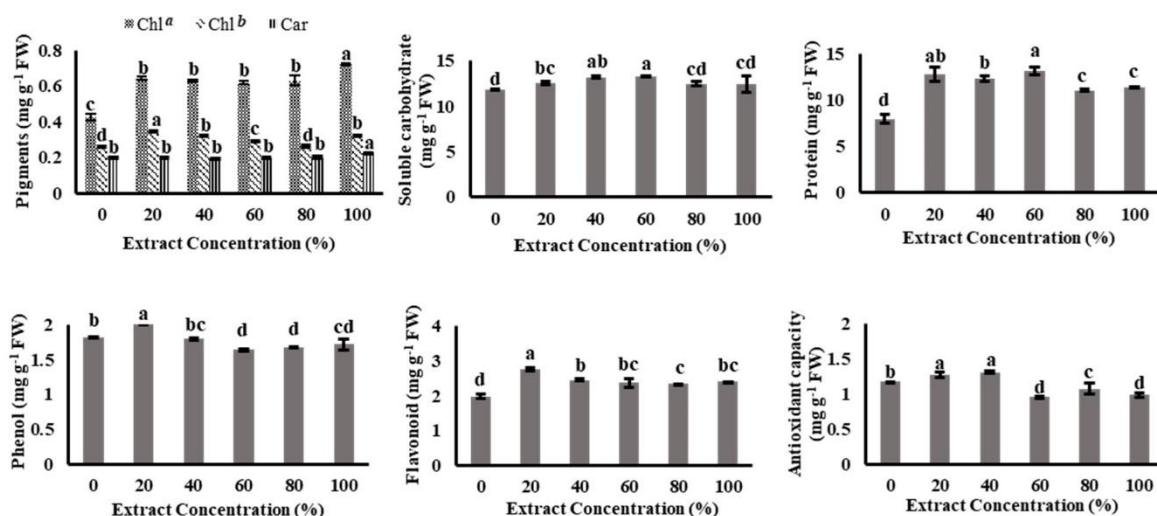 Chl a Chl b Car
Pigments (mg g-1 FW)
0.8
0.6
0.4
0.2
0
c d b
b a b
b b b
b c b
b d b
a b a
0 20 40 60 80 100
Extract Concentration (%)
Soluble carbohydrate
(mg g-1 FW)
15
10
5
0
d bc ab a cd cd
0 20 40 60 80 100
Extract Concentration (%)
Protein (mg g-1 FW)
15
10
5
0
d ab b a c c
0 20 40 60 80 100
Extract Concentration (%)
Phenol (mg g-1 FW)
2
1.5
1
0.5
0
b a bc d d cd
0 20 40 60 80 100
Extract Concentration (%)
Flavonoid (mg g-1 FW)
4
3
2
1
0
d a b bc c bc
0 20 40 60 80 100
Extract Concentration (%)
Antioxidant capacity
(mg g-1 FW)
2
1.5
1
0.5
0
b a a d c d
0 20 40 60 80 100
Extract Concentration (%)